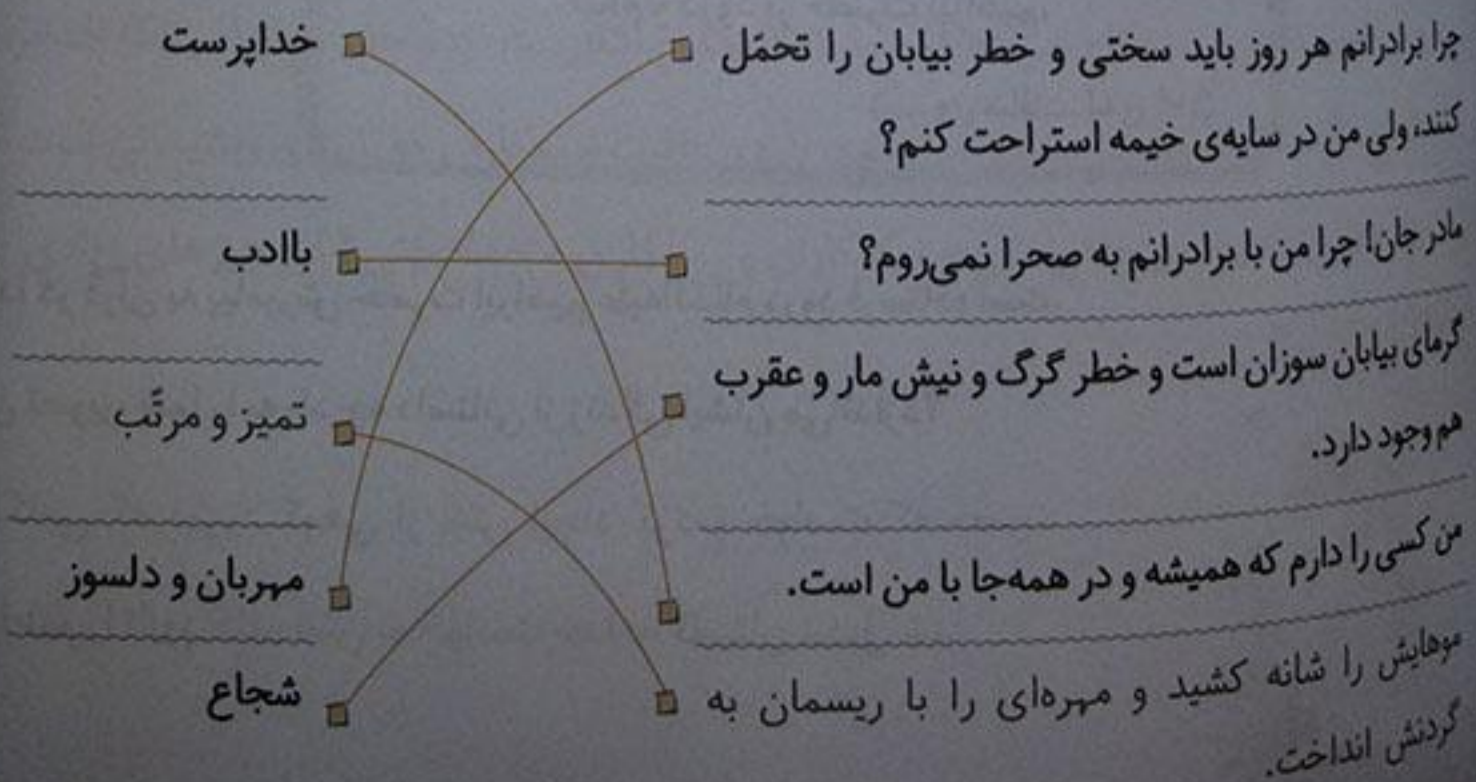 چرا برادرانم هر روز باید سختی و خطر بیابان را تحمّل
کنند، ولی من در سایه‌ی خیمه استراحت کنم؟
مادر جان! چرا من با برادرانم به صحرا نمی‌روم؟
گرمای بیابان سوزان است و خطر گرگ و نیش مار و عقرب
هم وجود دارد.
من کسی را دارم که همیشه و در همه‌جا با من است.
موهایش را شانه کشید و مهره‌ای را با ریسمان به
گردنش انداخت.
خداپرست
باادب
تمیز و مرتّب
مهربان و دلسوز
شجاع